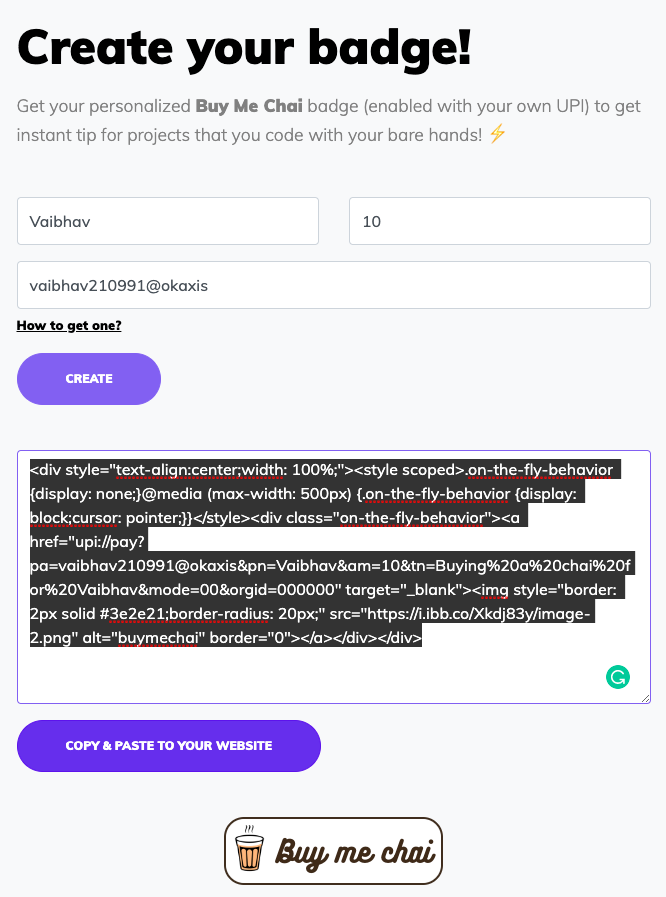 Create your badge!
Get your personalized Buy Me Chai badge (enabled with your own UPI) to get
instant tip for projects that you code with your bare hands! ⚡
Vaibhav
10
vaibhav210991@okaxis
How to get one?
CREATE
<div style="text-align:center;width: 100%;"><style scoped>.on-the-fly-behavior
{display: none;}@media (max-width: 500px) {.on-the-fly-behavior {display:
block;cursor: pointer;}}</style><div class="on-the-fly-behavior"><a
href="upi://pay?
pa=vaibhav210991@okaxis&pn=Vaibhav&am=10&tn=Buying%20a%20chai%20f
or%20Vaibhav&mode=00&orgid=000000" target="_blank"><img style="border:
2px solid #3e2e21;border-radius: 20px;" src="https://i.ibb.co/Xkdj83y/image-
2.png" alt="buymechai" border="0"></a></div></div>
COPY & PASTE TO YOUR WEBSITE
Buy me chai